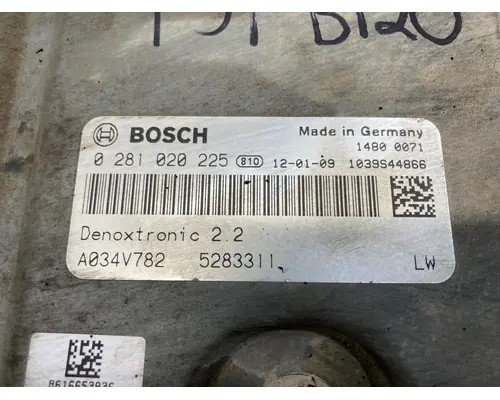 BOSCH
Made in Germany
1480 0071
0 281 020 225 810 12-01-09 1039S44866
Denoxtronic 2.2
A034V782 5283311 LW